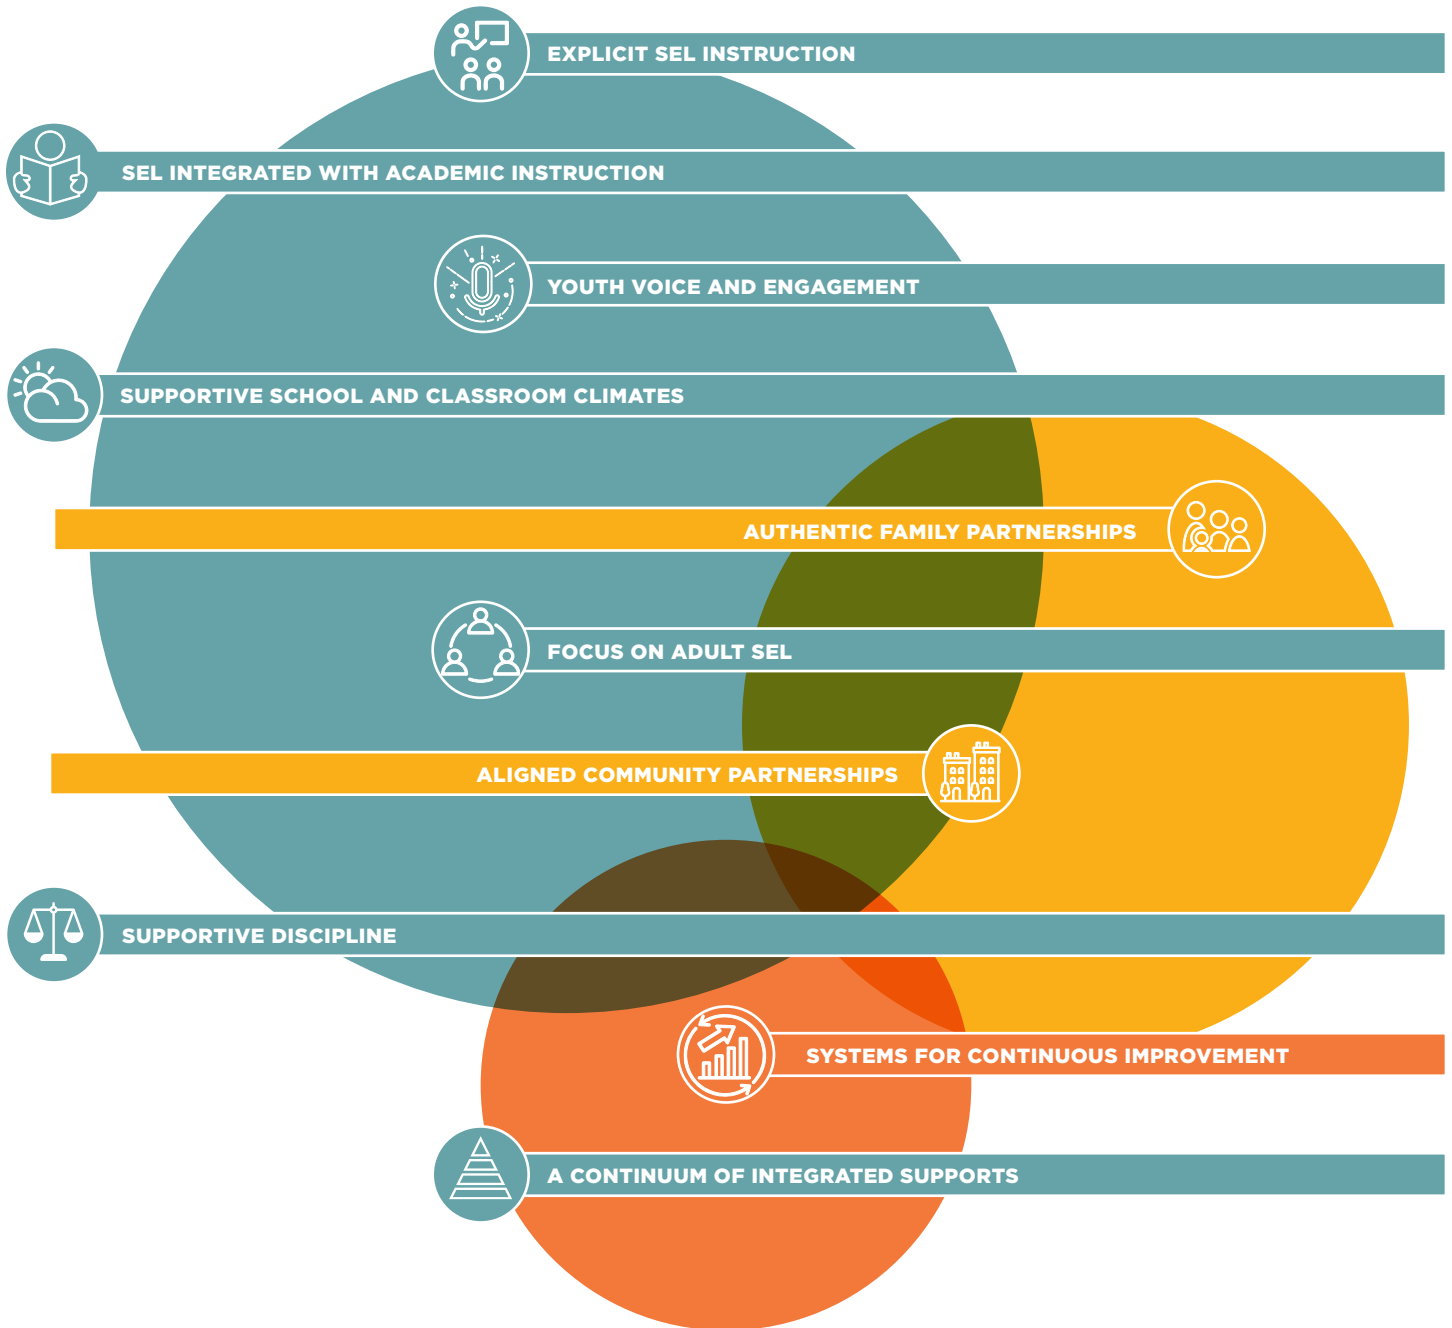 EXPLICIT SEL INSTRUCTION
SEL INTEGRATED WITH ACADEMIC INSTRUCTION
YOUTH VOICE AND ENGAGEMENT
SUPPORTIVE SCHOOL AND CLASSROOM CLIMATES
AUTHENTIC FAMILY PARTNERSHIPS
FOCUS ON ADULT SEL
ALIGNED COMMUNITY PARTNERSHIPS
SUPPORTIVE DISCIPLINE
SYSTEMS FOR CONTINUOUS IMPROVEMENT
A CONTINUUM OF INTEGRATED SUPPORTS